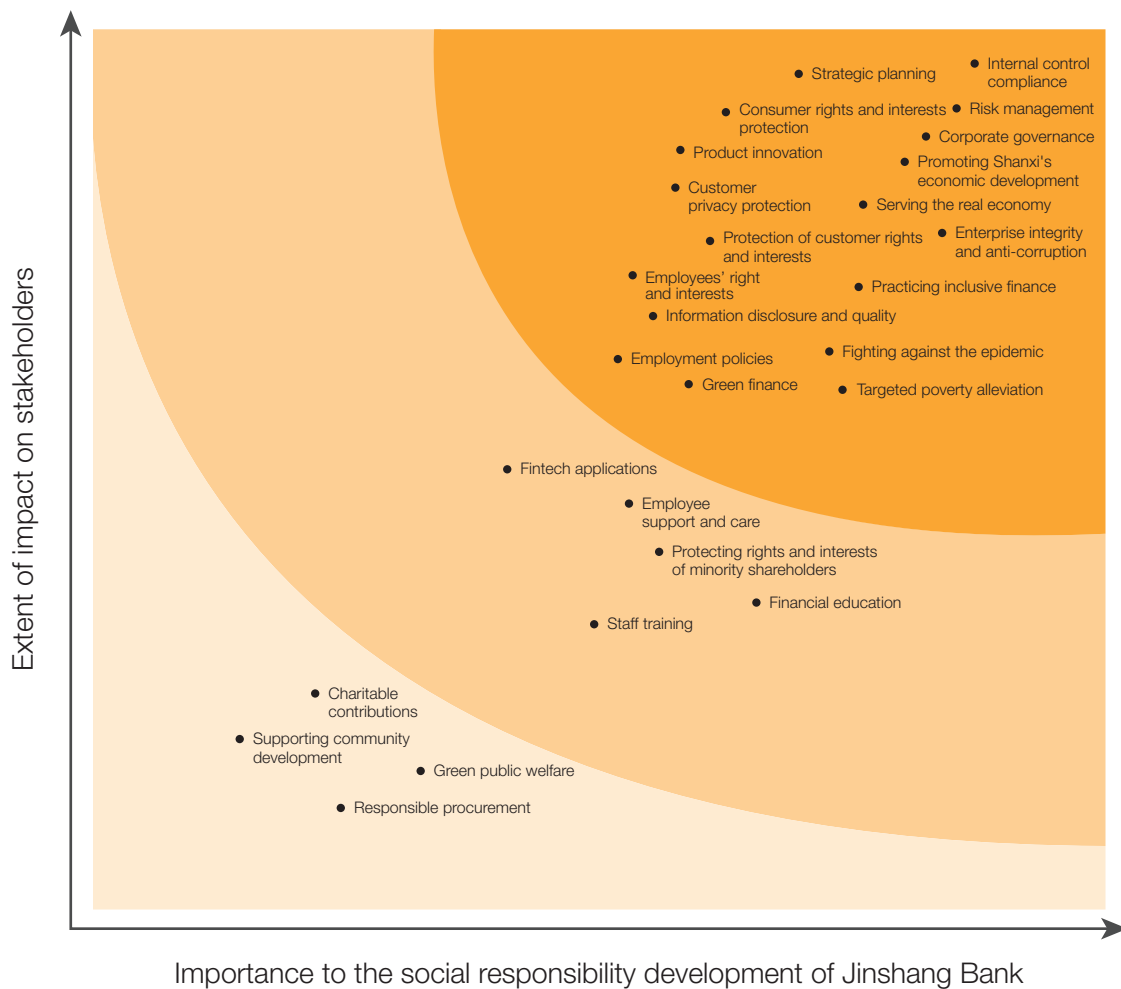 Extent of impact on stakeholders
Strategic planning
Internal control
compliance
Consumer rights and interests
protection
Risk management
Corporate governance
Product innovation
Promoting Shanxi's
economic development
Customer
privacy protection
Serving the real economy
Protection of customer rights
and interests
Enterprise integrity
and anti-corruption
Employees' right
and interests
Practicing inclusive finance
Information disclosure and quality
Employment policies
Fighting against the epidemic
Green finance
Targeted poverty alleviation
Fintech applications
Employee
support and care
Protecting rights and interests
of minority shareholders
Financial education
Staff training
Charitable
contributions
Supporting community
development
Green public welfare
Responsible procurement
Importance to the social responsibility development of Jinshang Bank